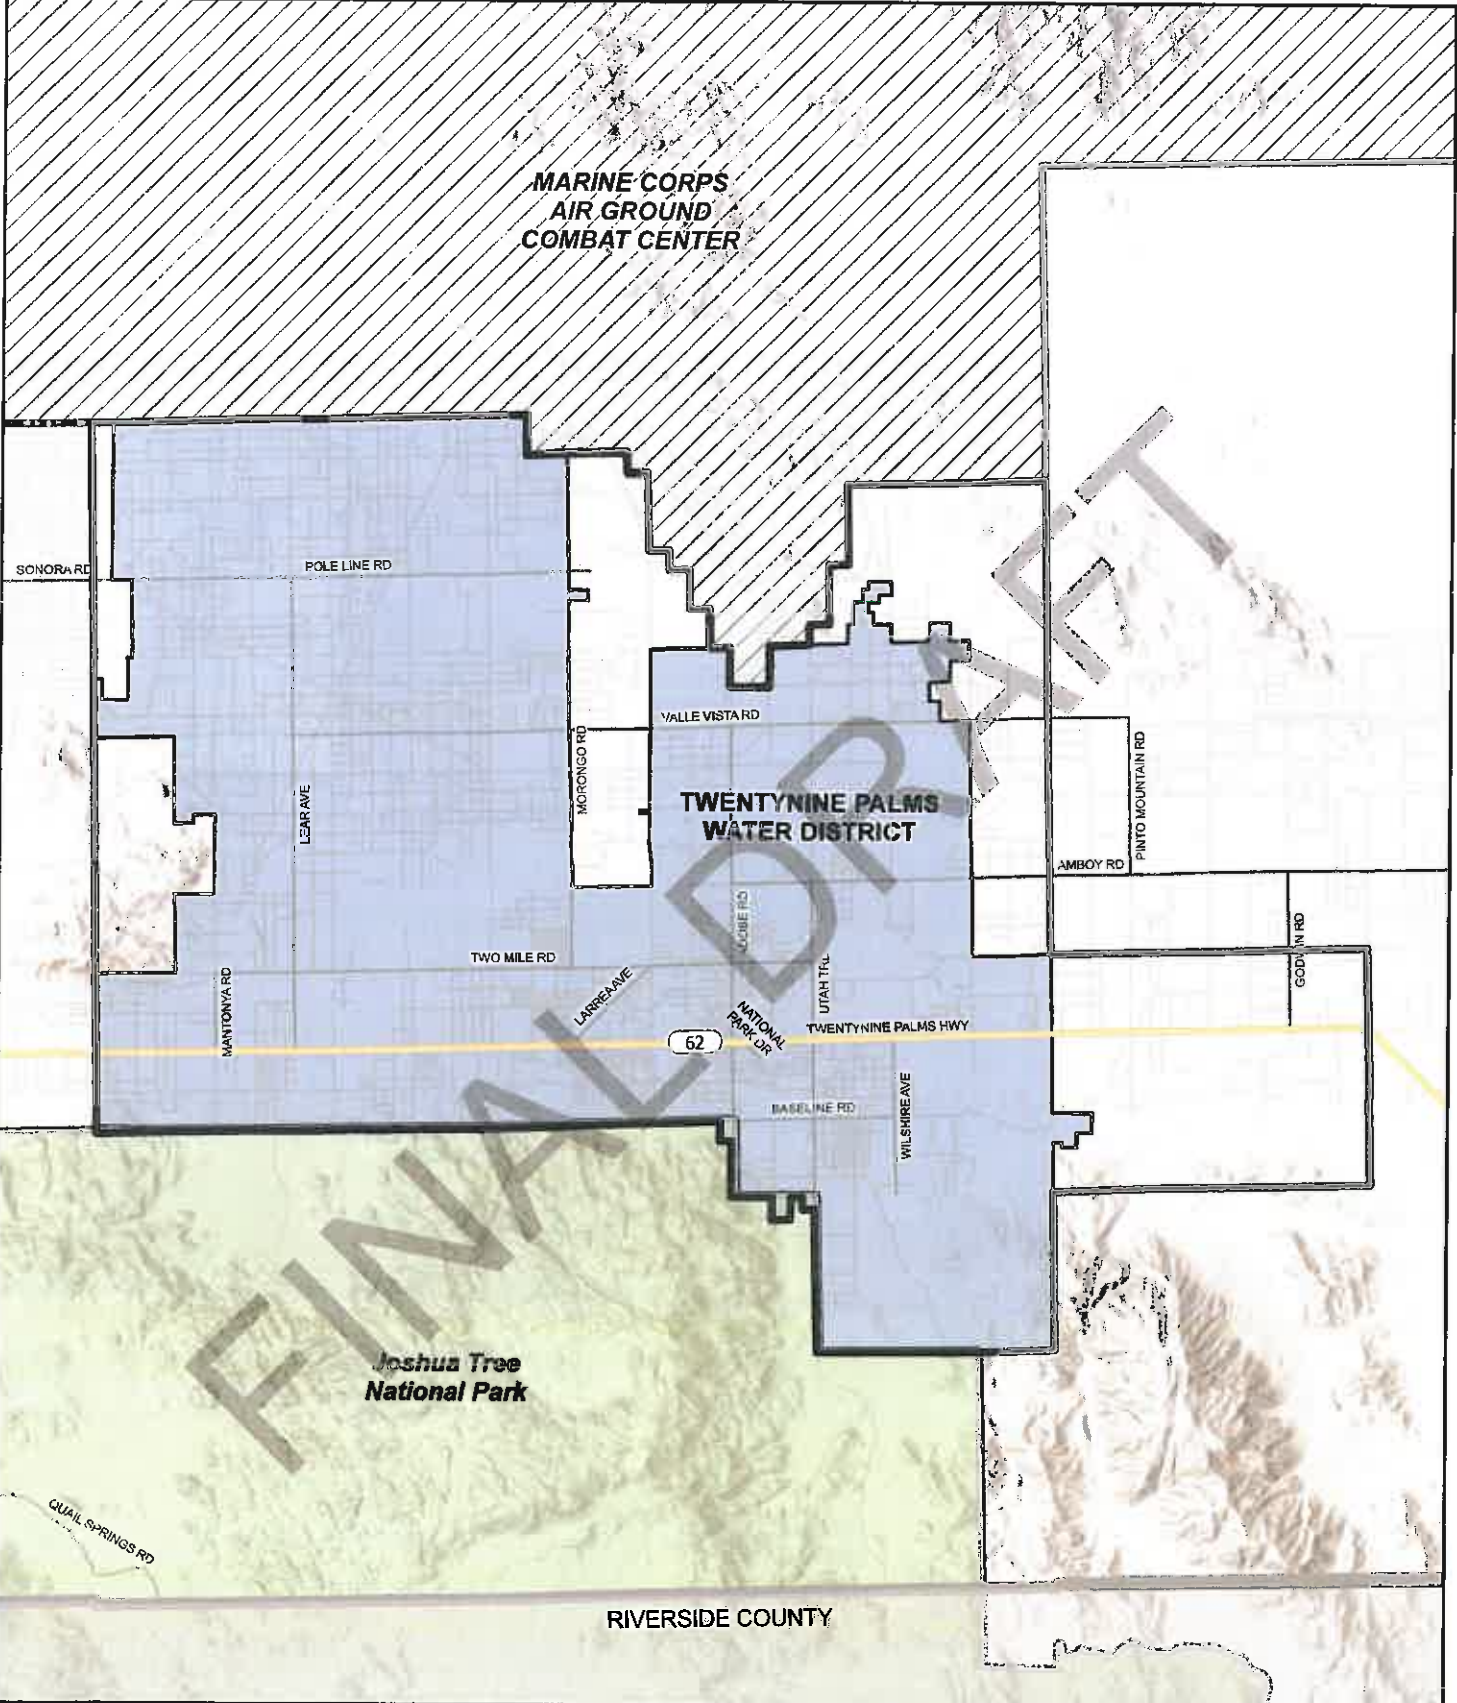 MARINE CORPS
AIR GROUND
COMBAT CENTER
SONORA RD
POLE LINE RD
VALLE VISTA RD
MORONGO RD
PINTO MOUNTAIN RD
LEAR AVE
TWENTYNINE PALMS
WATER DISTRICT
AMBOY RD
ADOBE RD
GODWIN RD
TWO MILE RD
MANTONYA RD
LARREA AVE
UTAH TRL
NATIONAL
PARK DR
TWENTYNINE PALMS HWY
62
BASELINE RD
WILSHIRE AVE
FINAL DRAFT
Joshua Tree
National Park
QUAIL SPRINGS RD
RIVERSIDE COUNTY